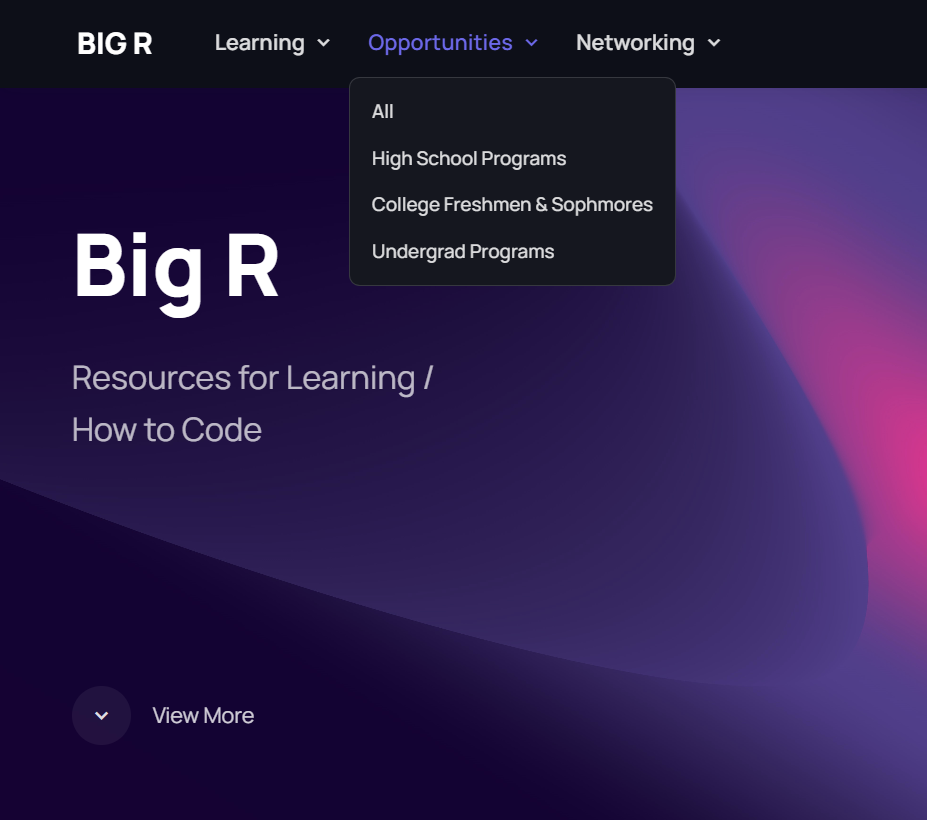 BIG R
Learning
Opportunities
Networking
All
High School Programs
College Freshmen & Sophmores
Undergrad Programs
Big R
Resources for Learning /
How to Code
View More